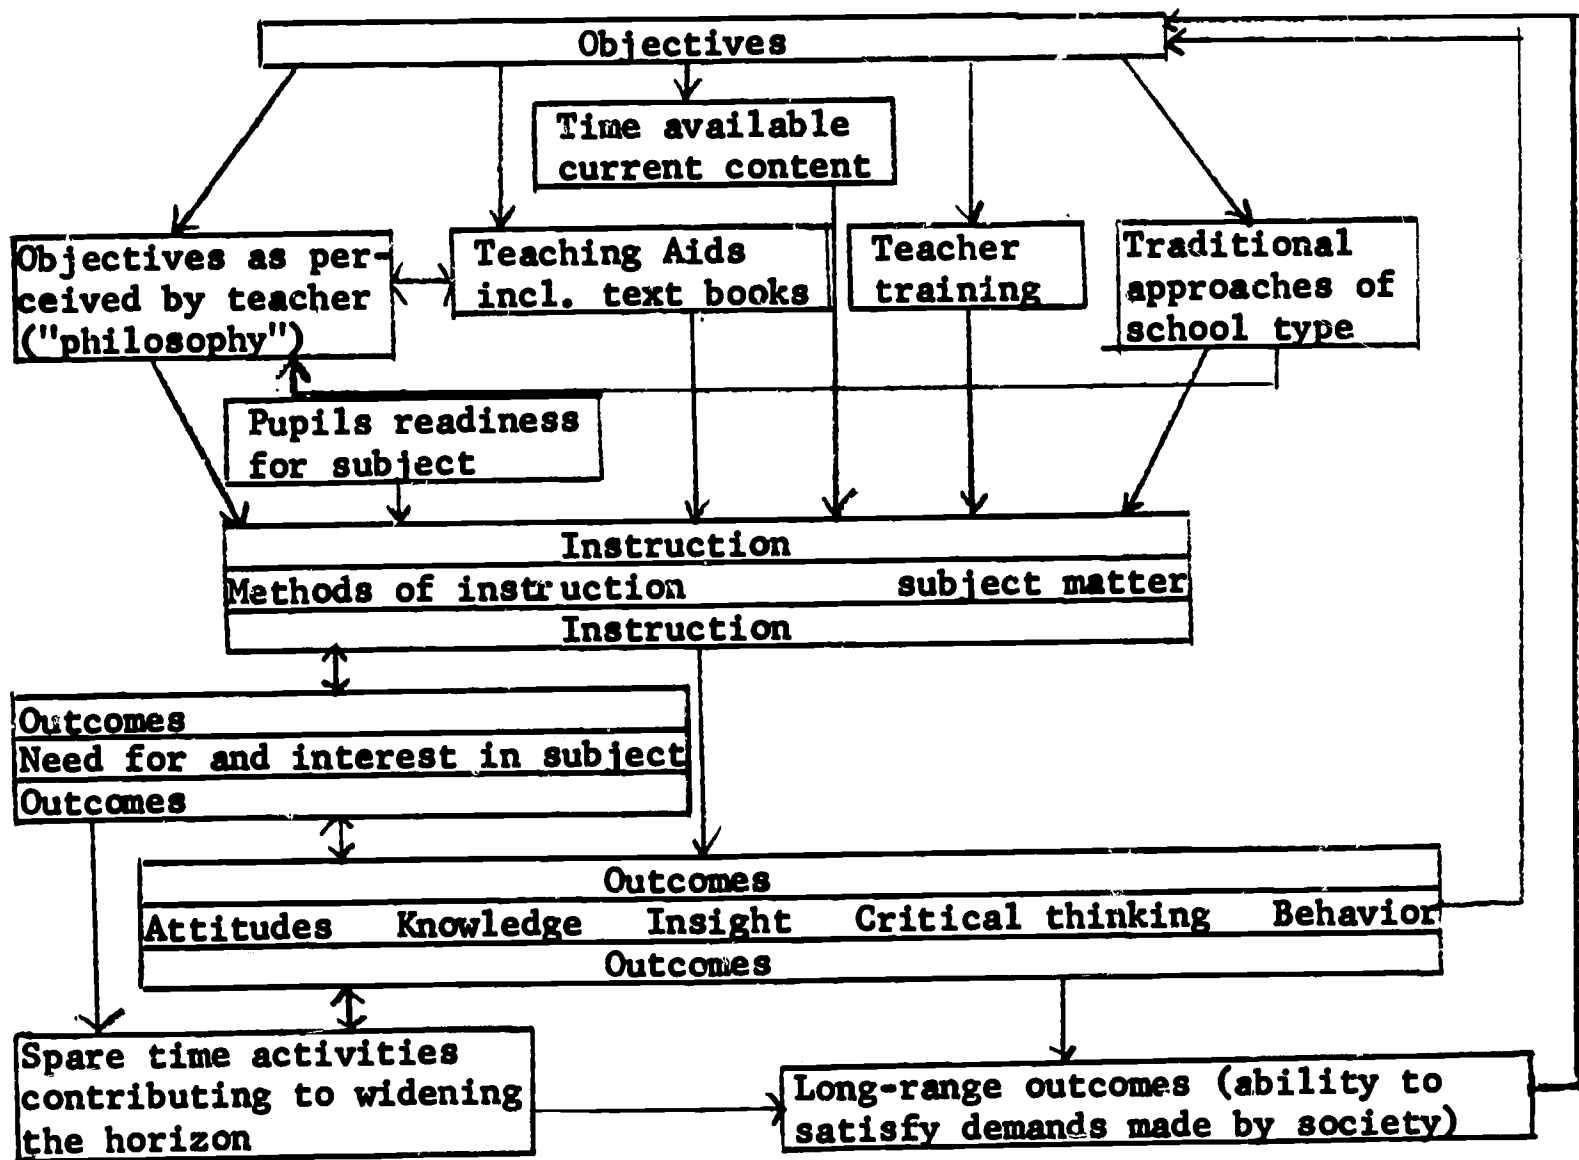 Objectives
Time available
current content
Objectives as per-
ceived by teacher
("philosophy")
Teaching Aids
incl. text books
Teacher
training
Traditional
approaches of
school type
Pupils readiness
for subject
Instruction
Methods of instruction subject matter
Instruction
Outcomes
Need for and interest in subject
Outcomes
Outcomes
Attitudes Knowledge Insight Critical thinking Behavior
Outcomes
Spare time activities
contributing to widening
the horizon
Long-range outcomes (ability to
satisfy demands made by society)